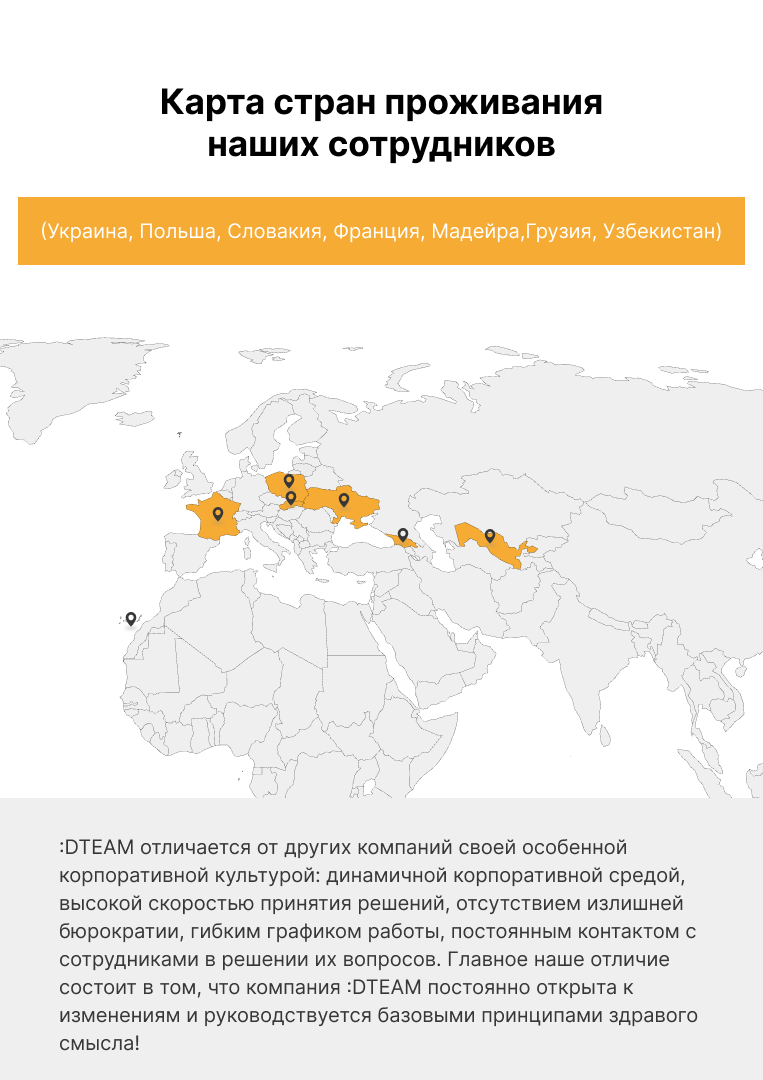 Карта стран проживания
наших сотрудников
(Украина, Польша, Словакия, Франция, Мадейра,Грузия, Узбекистан)
:DTEAM отличается от других компаний своей особенной
корпоративной культурой: динамичной корпоративной средой,
высокой скоростью принятия решений, отсутствием излишней
бюрократии, гибким графиком работы, постоянным контактом с
сотрудниками в решении их вопросов. Главное наше отличие
состоит в том, что компания :DTEAM постоянно открыта к
изменениям и руководствуется базовыми принципами здравого
смысла!